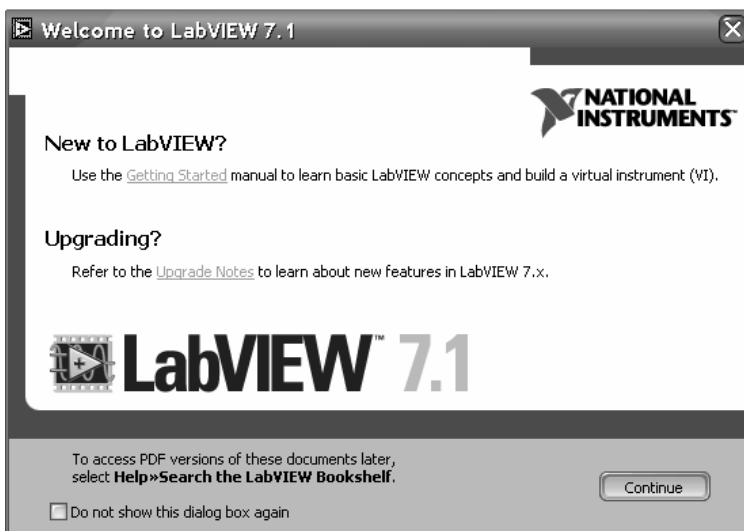 Welcome to LabVIEW 7.1
NATIONAL
INSTRUMENTS™
New to LabVIEW?
Use the Getting Started manual to learn basic LabVIEW concepts and build a virtual instrument (VI).
Upgrading?
Refer to the Upgrade Notes to learn about new features in LabVIEW 7.x.
LabVIEW™ 7.1
To access PDF versions of these documents later,
select Help»Search the LabVIEW Bookshelf.
Continue
Do not show this dialog box again